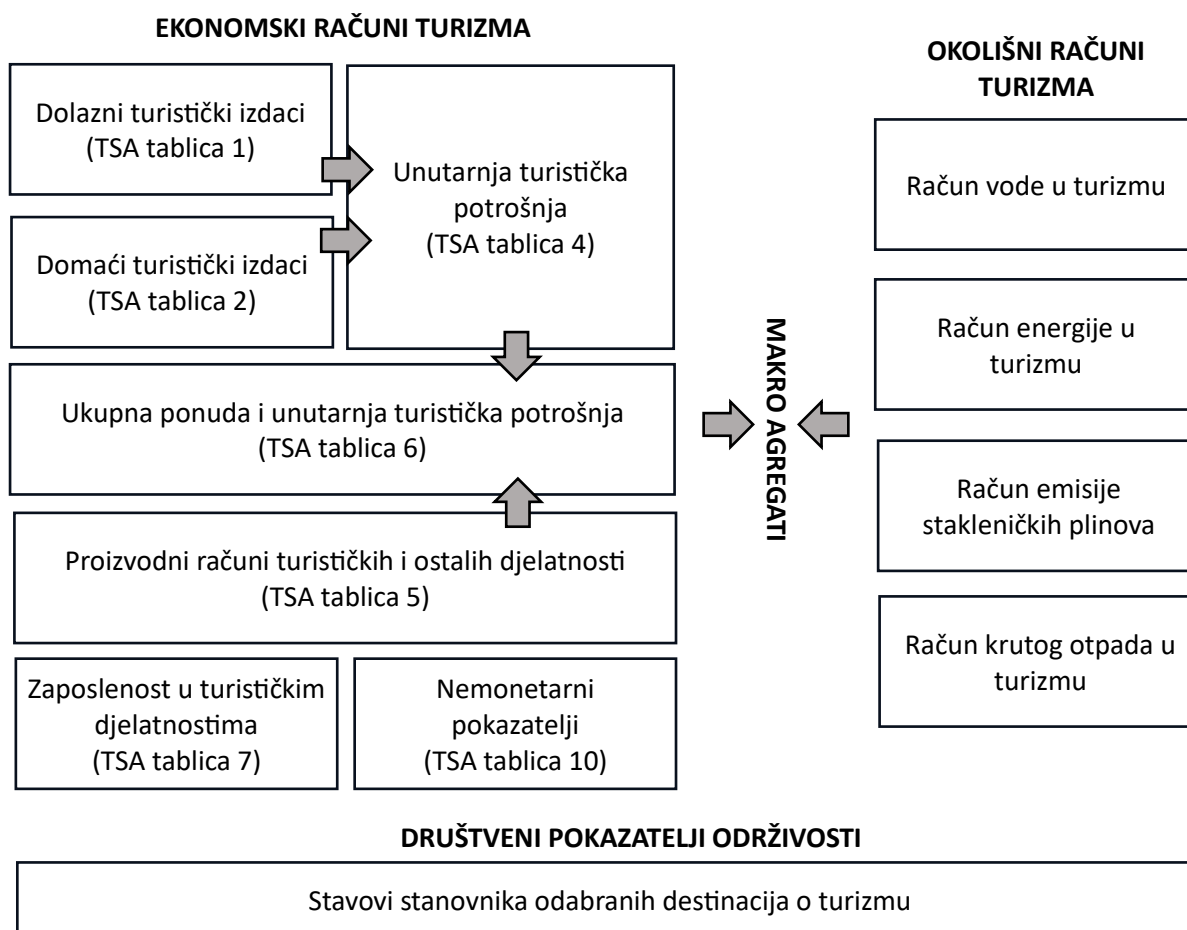 EKONOMSKI RAČUNI TURIZMA
Dolazni turistički izdaci
(TSA tablica 1)
Domaći turistički izdaci
(TSA tablica 2)
Unutarnja turistička
potrošnja
(TSA tablica 4)
Ukupna ponuda i unutarnja turistička potrošnja
(TSA tablica 6)
Proizvodni računi turističkih i ostalih djelatnosti
(TSA tablica 5)
Zaposlenost u turističkim
djelatnostima
(TSA tablica 7)
Nemonetarni
pokazatelji
(TSA tablica 10)
MAKRO AGREGATI
OKOLIŠNI RAČUNI
TURIZMA
Račun vode u turizmu
Račun energije u
turizmu
Račun emisije
stakleničkih plinova
Račun krutog otpada u
turizmu
DRUŠTVENI POKAZATELJI ODRŽIVOSTI
Stavovi stanovnika odabranih destinacija o turizmu